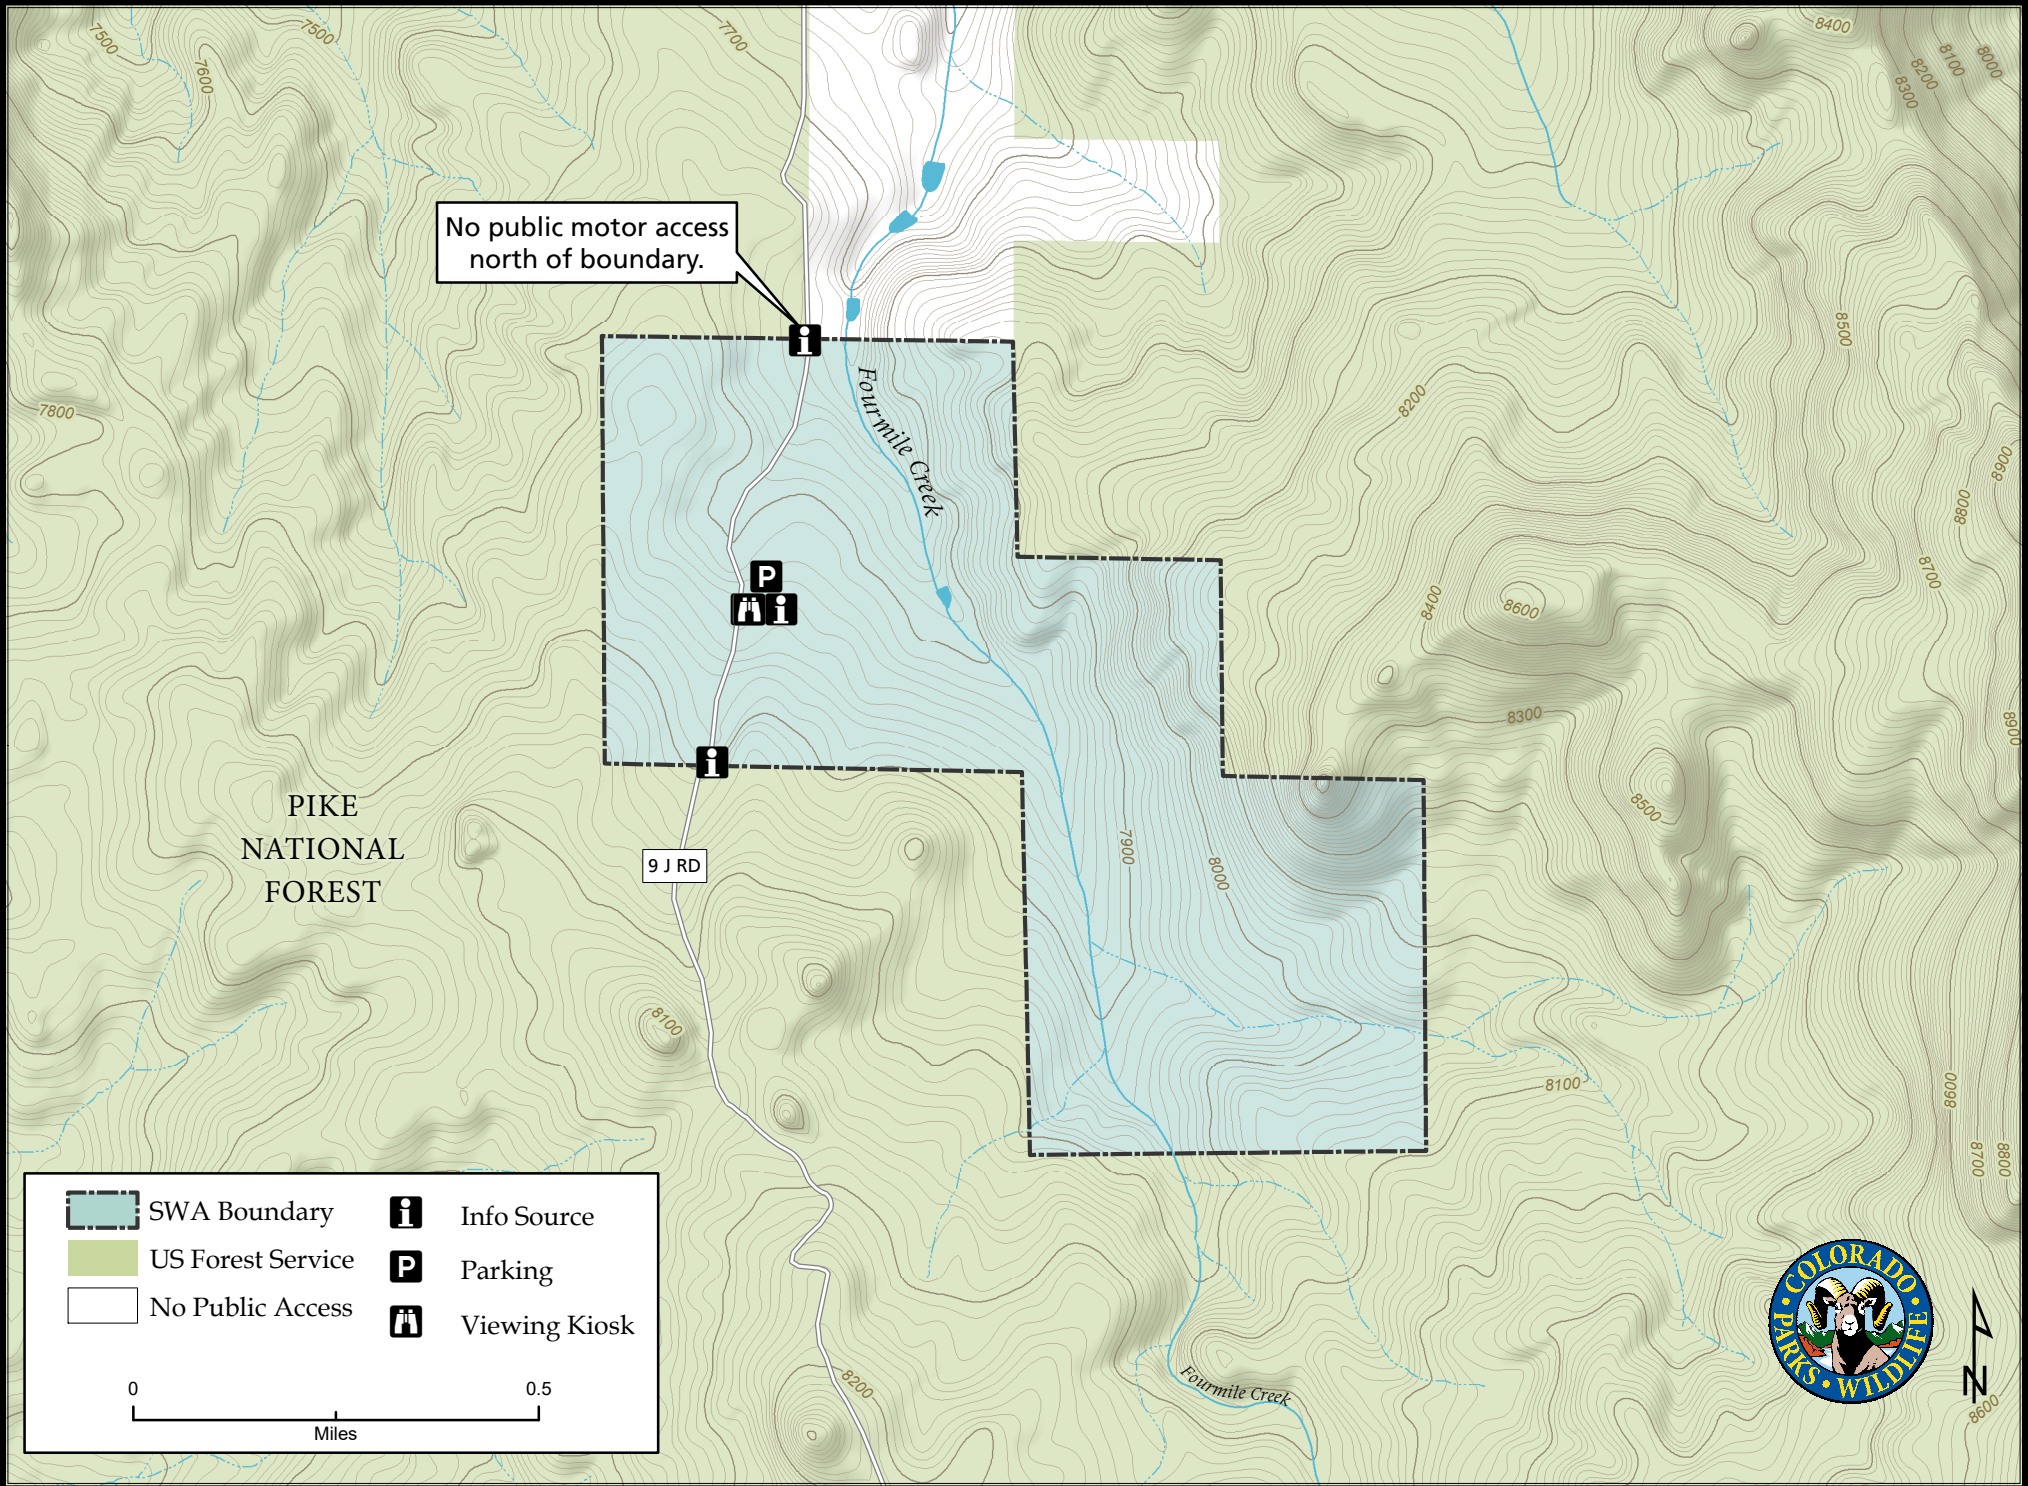 7500
7500
7600
7700
8400
8300
8200
8100
8000
No public motor access
north of boundary.
7800
Fourmile Creek
8200
8500
8900
8800
8700
8400
8600
8300
8900
8500
P
PIKE
NATIONAL
FOREST
9 J RD
7900
8000
8100
8100
8900
8700
8800
8200
Fourmile Creek
8600
SWA Boundary
US Forest Service
No Public Access
i Info Source
P Parking
Viewing Kiosk
0 0.5
Miles
COLORADO
PARKS • WILDLIFE
N